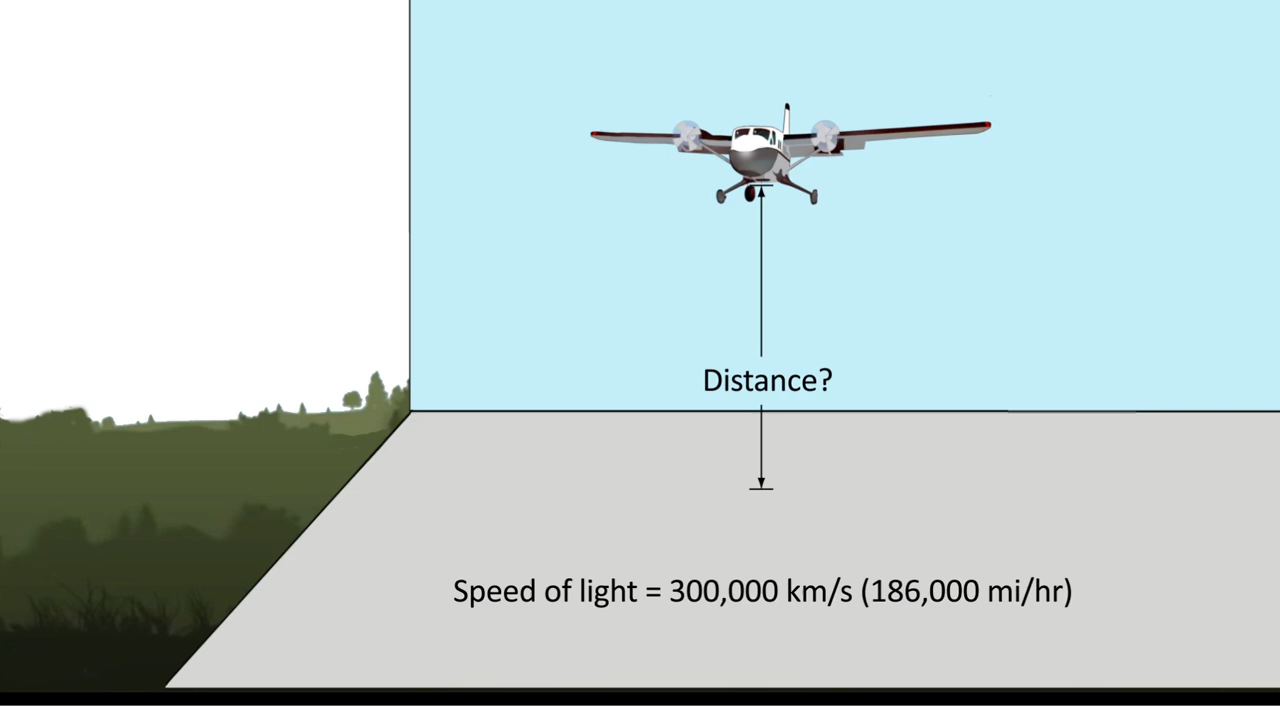 Distance?
Speed of light = 300,000 km/s (186,000 mi/hr)